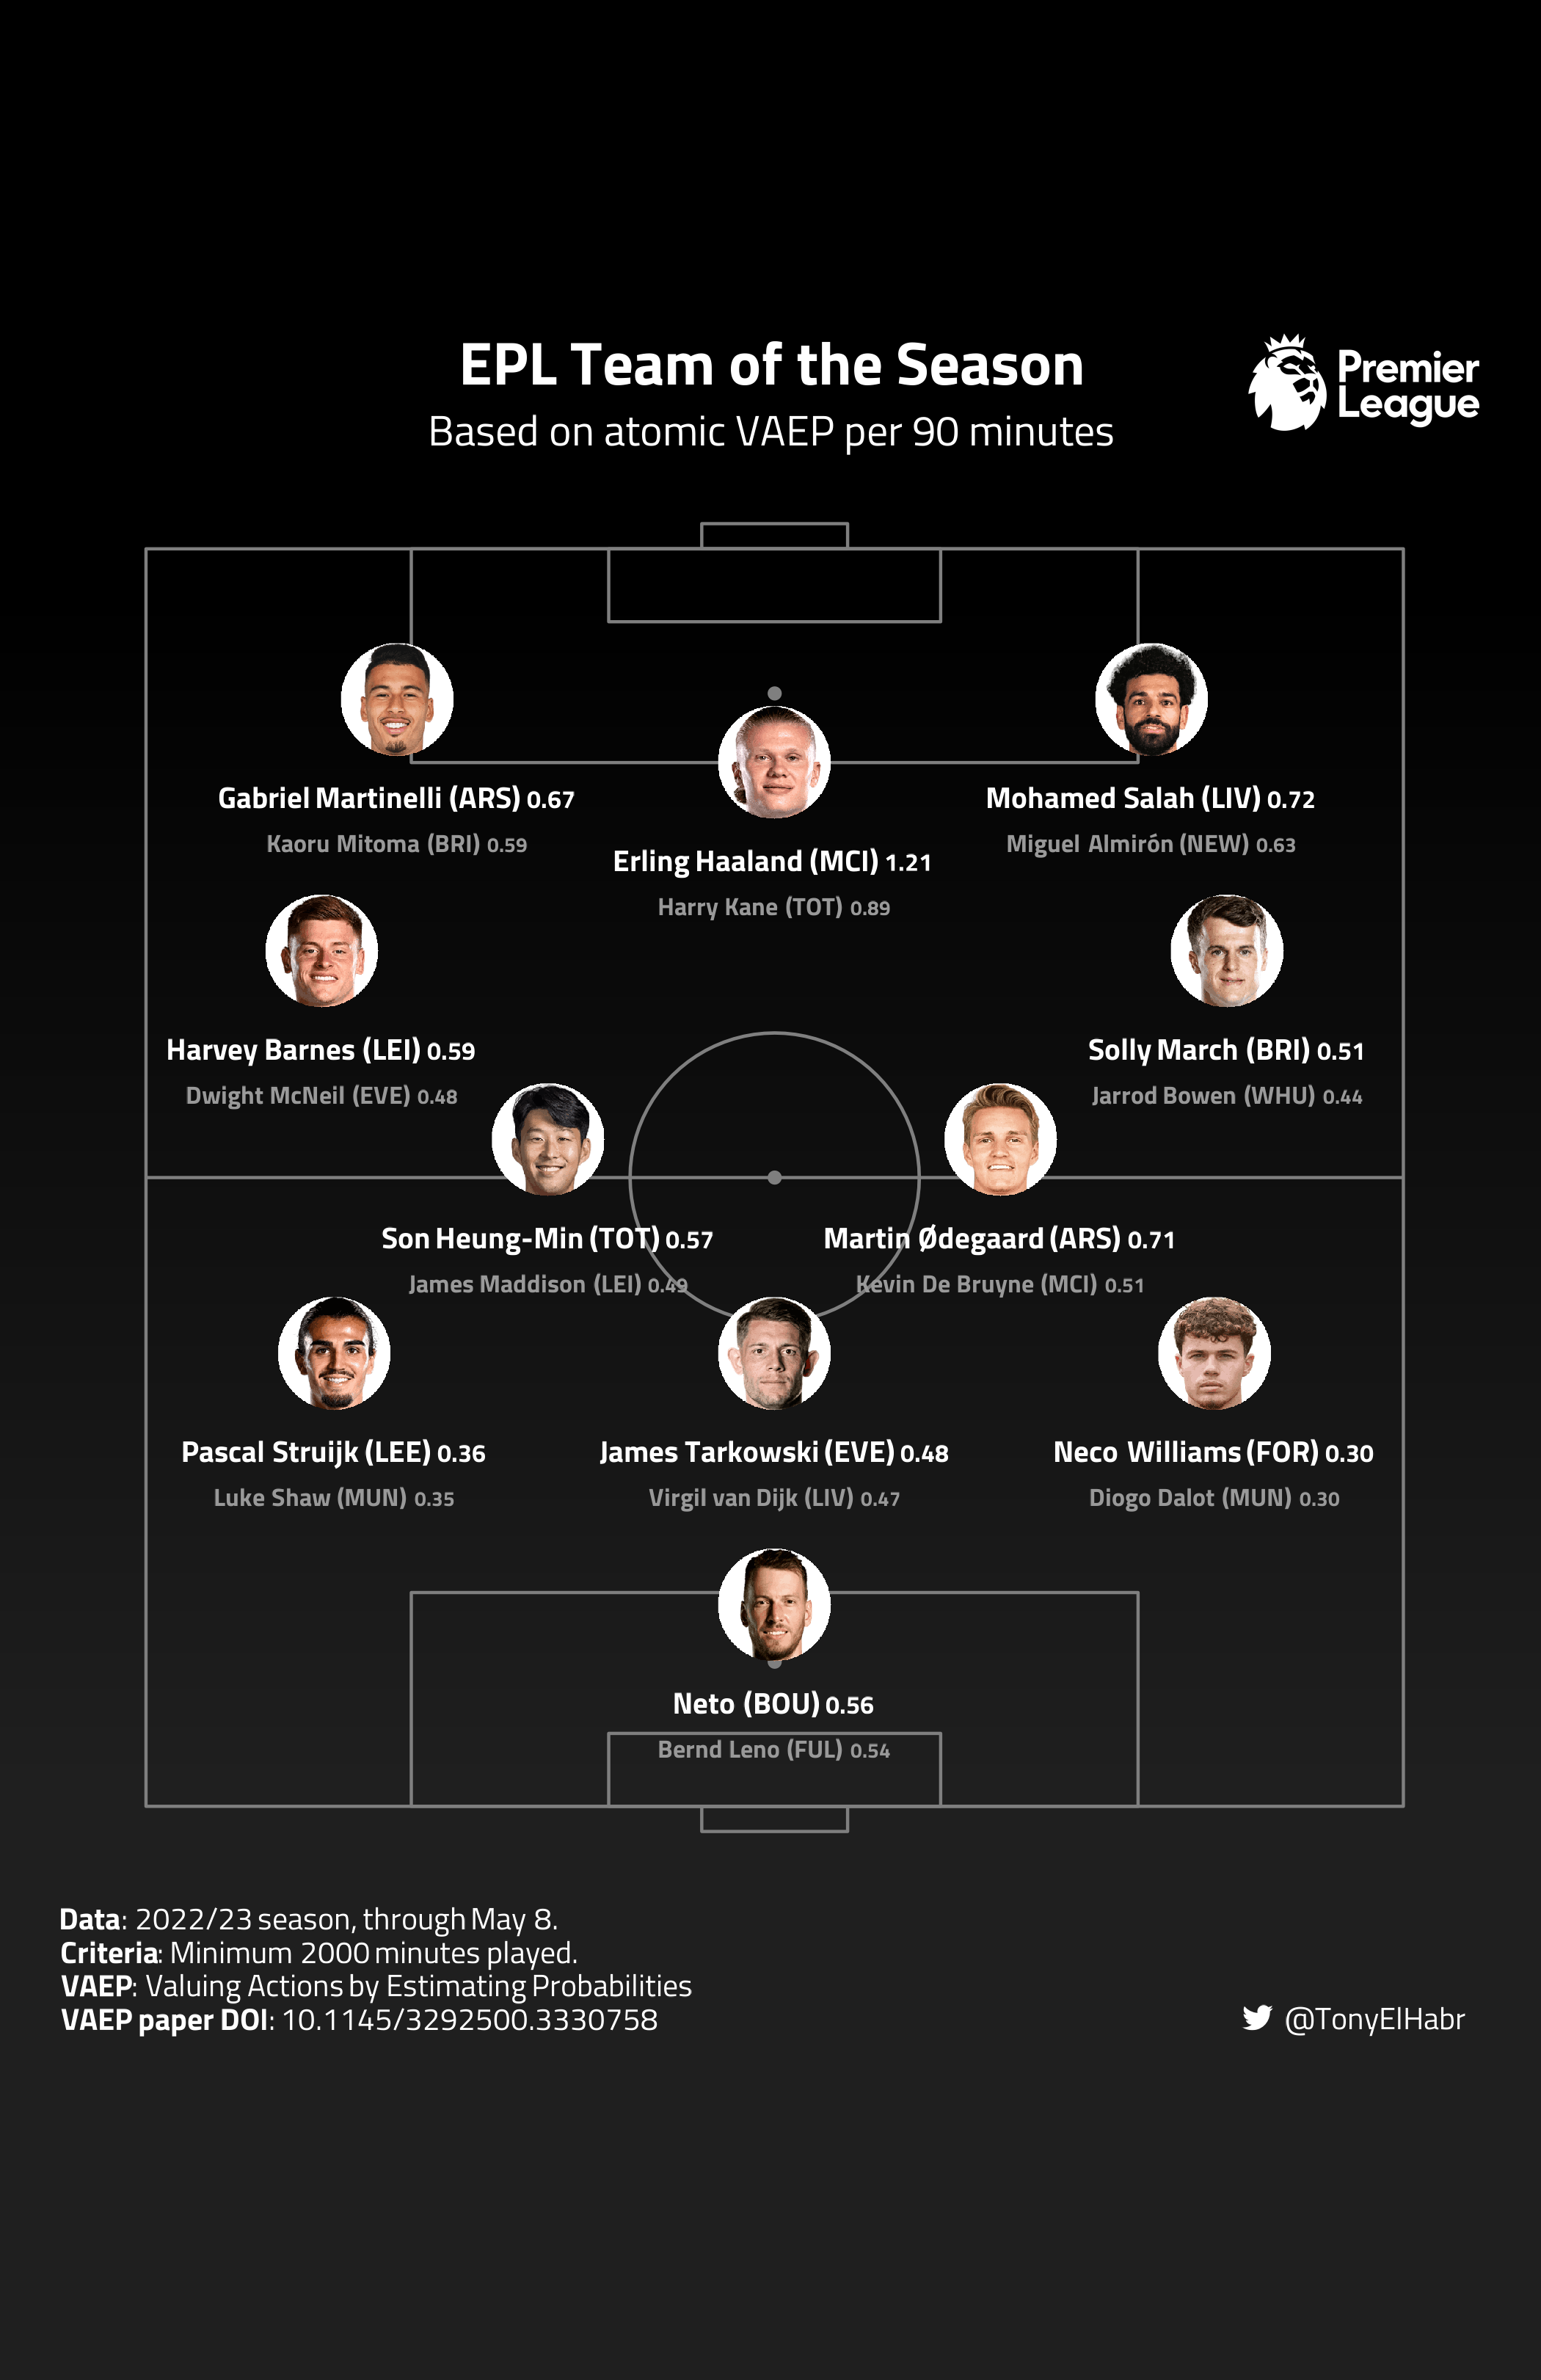 EPL Team of the Season
Based on atomic VAEP per 90 minutes
Premier
League
Gabriel Martinelli (ARS) 0.67
Kaoru Mitoma (BRI) 0.59
Erling Haaland (MCI) 1.21
Harry Kane (TOT) 0.89
Mohamed Salah (LIV) 0.72
Miguel Almirón (NEW) 0.63
Harvey Barnes (LEI) 0.59
Dwight McNeil (EVE) 0.48
Solly March (BRI) 0.51
Jarrod Bowen (WHU) 0.44
Son Heung-Min (TOT) 0.57
James Maddison (LEI) 0.49
Martin Ødegaard (ARS) 0.71
Kevin De Bruyne (MCI) 0.51
Pascal Struijk (LEE) 0.36
Luke Shaw (MUN) 0.35
James Tarkowski (EVE) 0.48
Virgil van Dijk (LIV) 0.47
Neco Williams (FOR) 0.30
Diogo Dalot (MUN) 0.30
Neto (BOU) 0.56
Bernd Leno (FUL) 0.54
Data: 2022/23 season, through May 8.
Criteria: Minimum 2000 minutes played.
VAEP: Valuing Actions by Estimating Probabilities
VAEP paper DOI: 10.1145/3292500.3330758
@TonyElHabr